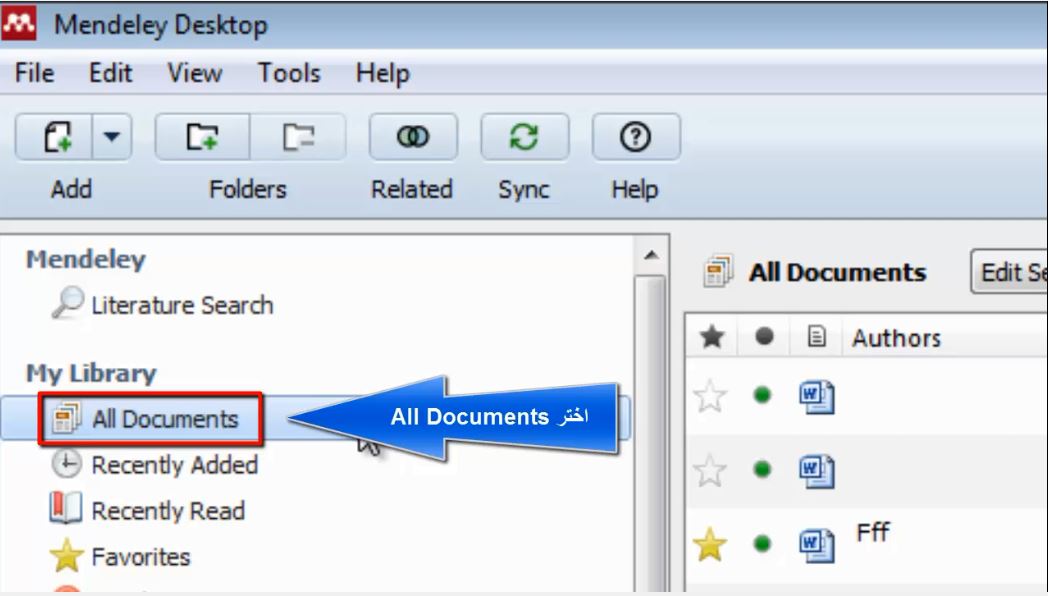 Mendeley Desktop
File Edit View Tools Help
Add Folders Related Sync Help
Mendeley
Literature Search
My Library
All Documents
Recently Added
Recently Read
Favorites
اختر All Documents
All Documents
Edit Se
Authors
Fff